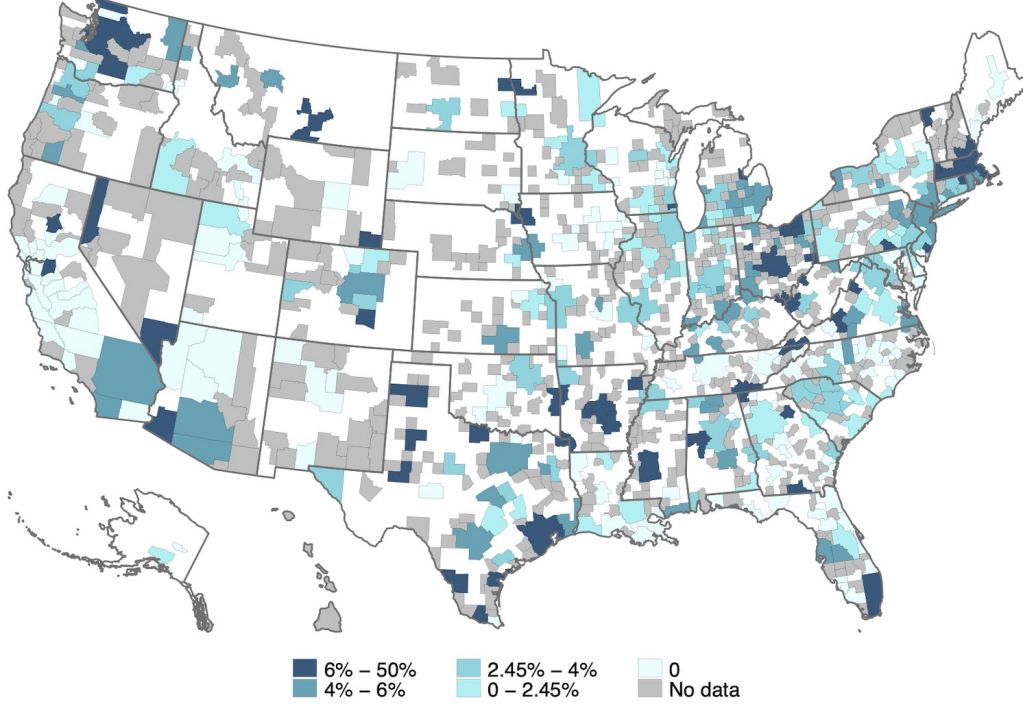 6% – 50%
4% – 6%
2.45% – 4%
0 – 2.45%
0
No data